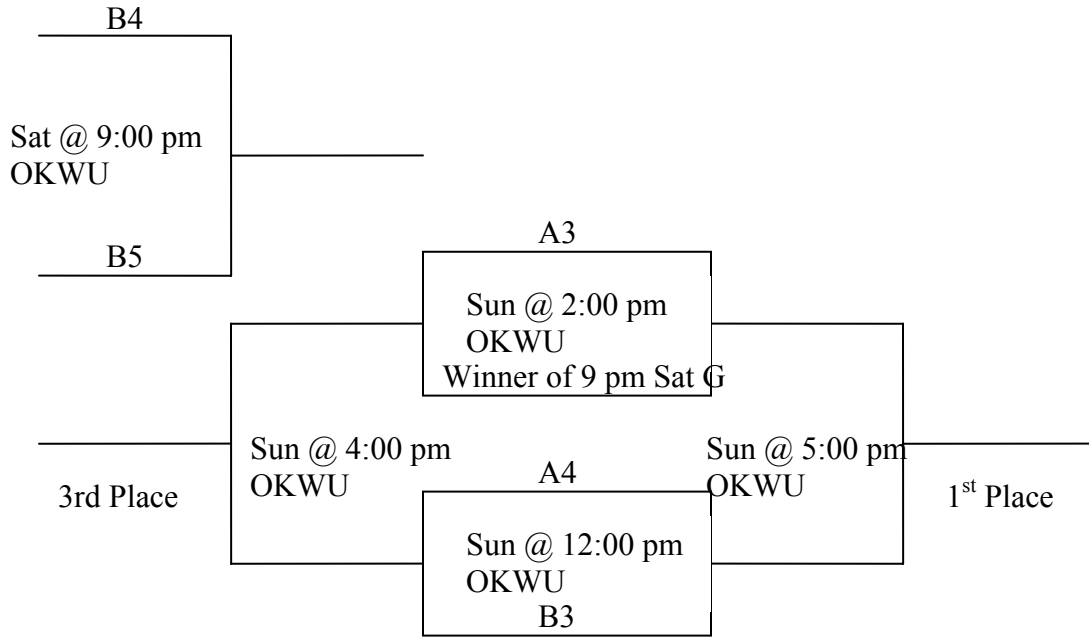 B4
Sat @ 9:00 pm
OKWU
B5
A3
Sun @ 2:00 pm
OKWU
Winner of 9 pm Sat G
Sun @ 4:00 pm
OKWU
Sun @ 5:00 pm
OKWU
3rd Place
A4
1st Place
Sun @ 12:00 pm
OKWU
B3